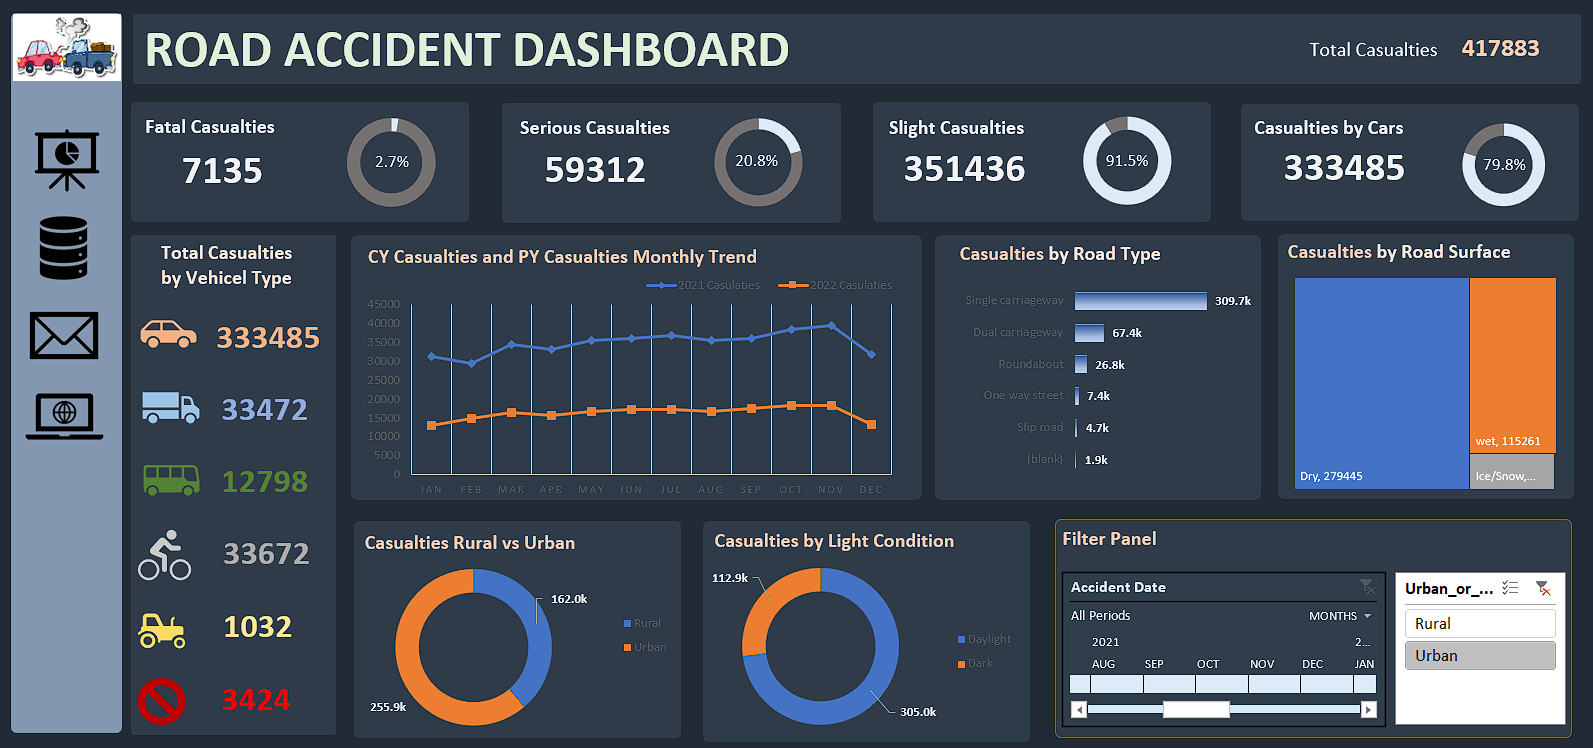 ROAD ACCIDENT DASHBOARD
Total Casualties 417883
Fatal Casualties
7135
2.7%
Serious Casualties
59312
20.8%
Slight Casualties
351436
91.5%
Casualties by Cars
333485
79.8%
Total Casualties
by Vehicel Type
333485
33472
12798
33672
1032
3424
CY Casualties and PY Casualties Monthly Trend
2021 Casulaties 2022 Casulaties
45000
40000
35000
30000
25000
20000
15000
10000
5000
0
JAN FEB MAR APR MAY JUN JUL AUG SEP OCT NOV DEC
Casualties by Road Type
Single carriageway 309.7k
Dual carriageway 67.4k
Roundabout 26.8k
One way street 7.4k
Slip road 4.7k
(blank) 1.9k
Casualties by Road Surface
Dry, 279445
wet, 115261
Ice/Snow,...
Casualties Rural vs Urban
162.0k
255.9k
Rural
Urban
Casualties by Light Condition
112.9k
305.0k
Daylight
Dark
Filter Panel
Accident Date
All Periods MONTHS
2021 2...
AUG SEP OCT NOV DEC JAN
Urban_or_...
Rural
Urban